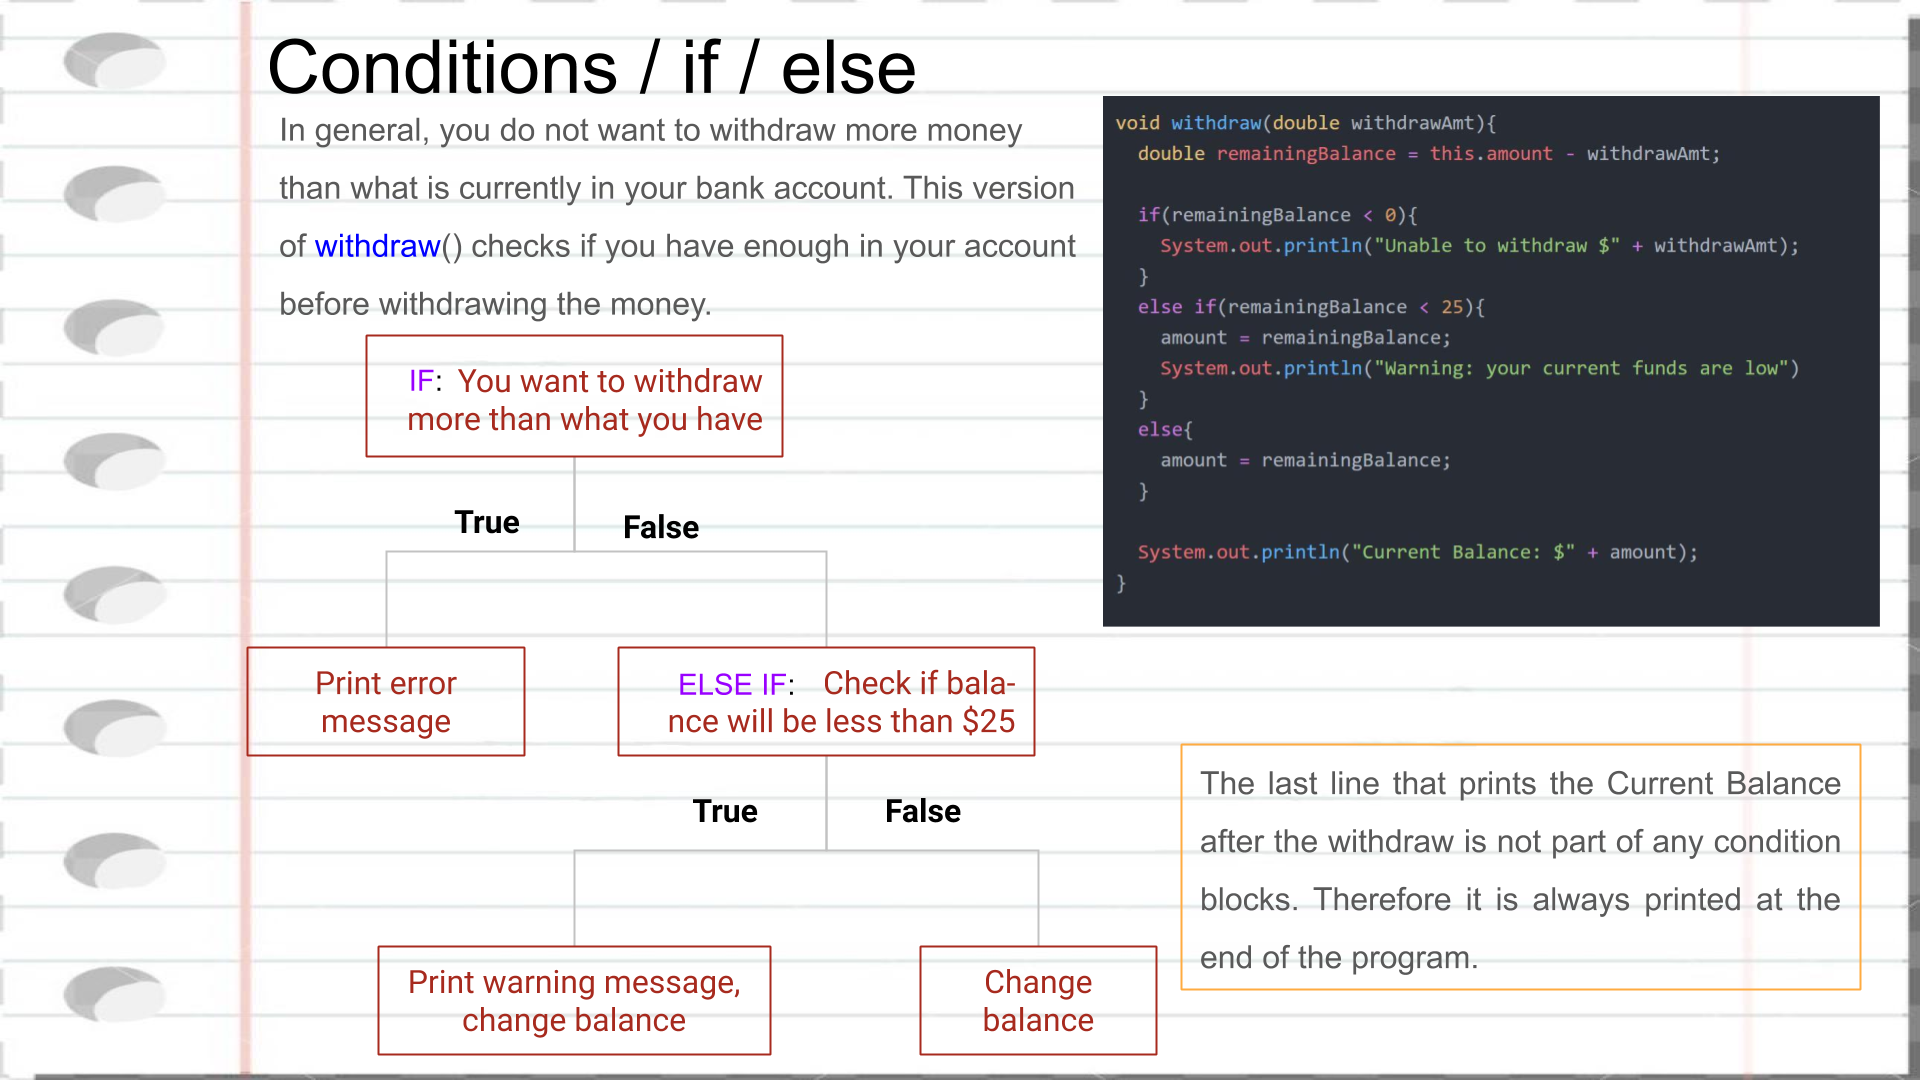 Conditions / if / else
In general, you do not want to withdraw more money
than what is currently in your bank account. This version
of withdraw() checks if you have enough in your account
before withdrawing the money.
void withdraw(double withdrawAmt){
  double remainingBalance = this.amount - withdrawAmt;

  if(remainingBalance < 0){
    System.out.println("Unable to withdraw $" + withdrawAmt);
  }
  else if(remainingBalance < 25){
    amount = remainingBalance;
    System.out.println("Warning: your current funds are low")
  }
  else{
    amount = remainingBalance;
  }

  System.out.println("Current Balance: $" + amount);
}
IF: You want to withdraw
more than what you have
True
False
Print error
message
ELSE IF: Check if bala-
nce will be less than $25
True
False
Print warning message,
change balance
Change
balance
The last line that prints the Current Balance
after the withdraw is not part of any condition
blocks. Therefore it is always printed at the
end of the program.